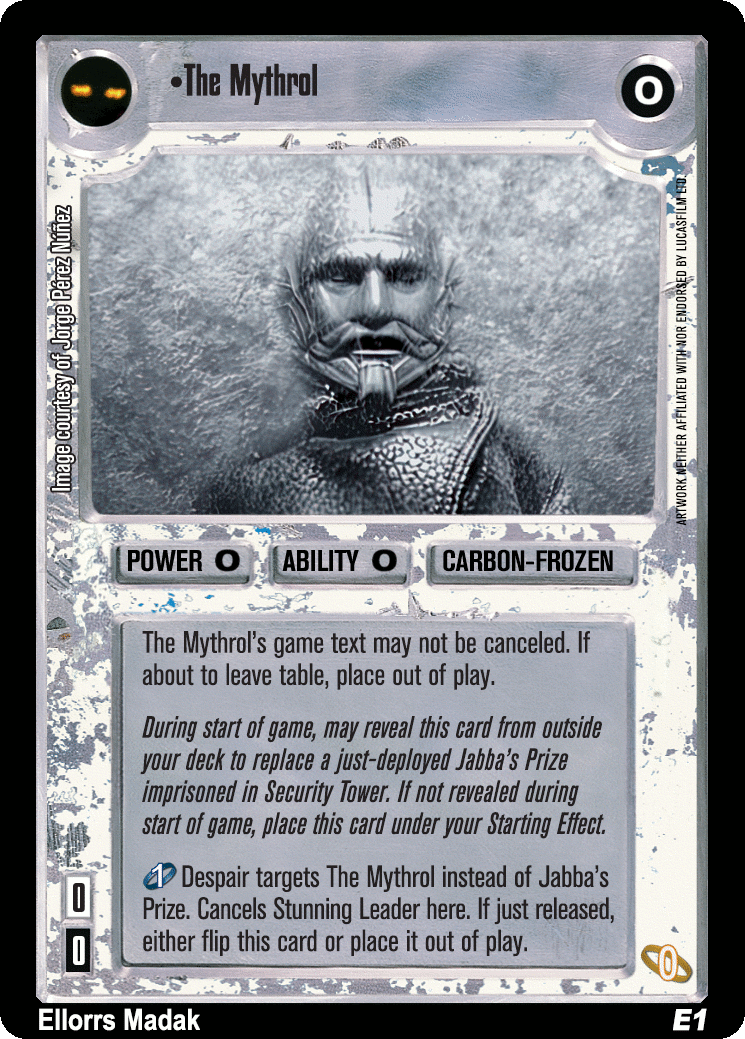 •The Mythrol
0
Image courtesy of Jorge Pérez Núñez
ARTWORK NEITHER AFFILIATED WITH NOR ENDORSED BY LUCASFILM LTD.
POWER 0
ABILITY 0
CARBON-FROZEN
The Mythrol's game text may not be canceled. If
about to leave table, place out of play.
During start of game, may reveal this card from outside
your deck to replace a just-deployed Jabba's Prize
imprisoned in Security Tower. If not revealed during
start of game, place this card under your Starting Effect.
1 Despair targets The Mythrol instead of Jabba's
Prize. Cancels Stunning Leader here. If just released,
either flip this card or place it out of play.
0
0
0
Ellorrs Madak
E1